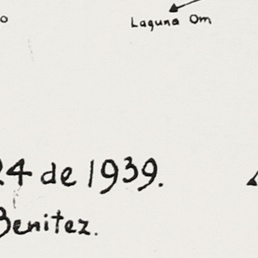 Laguna Om
24 de 1939.
Benitez.